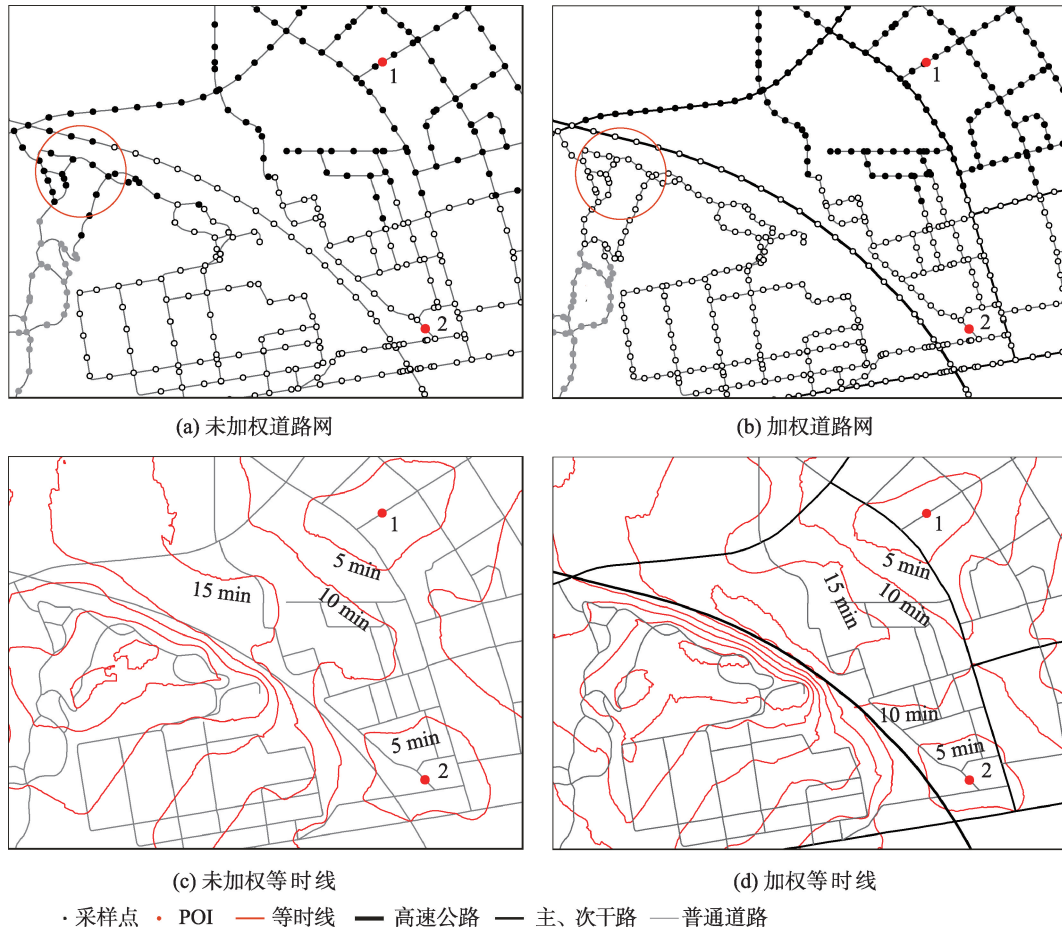 1
2
(a) 未加权道路网
1
2
(b) 加权道路网
1
5 min
15 min
10 min
5 min
2
(c) 未加权等时线
1
5 min
15 min
10 min
10 min
5 min
2
(d) 加权等时线
采样点 POI 等时线 高速公路 主、次干路 普通道路